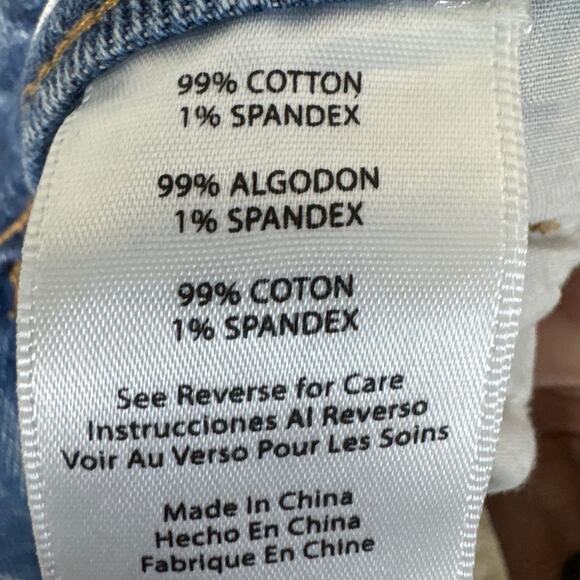 99% COTTON
1% SPANDEX
99% ALGODON
1% SPANDEX
99% COTON
1% SPANDEX
See Reverse for Care
Instrucciones Al Reverso
Voir Au Verso Pour Les Soins
Made In China
Hecho En China
Fabrique En Chine